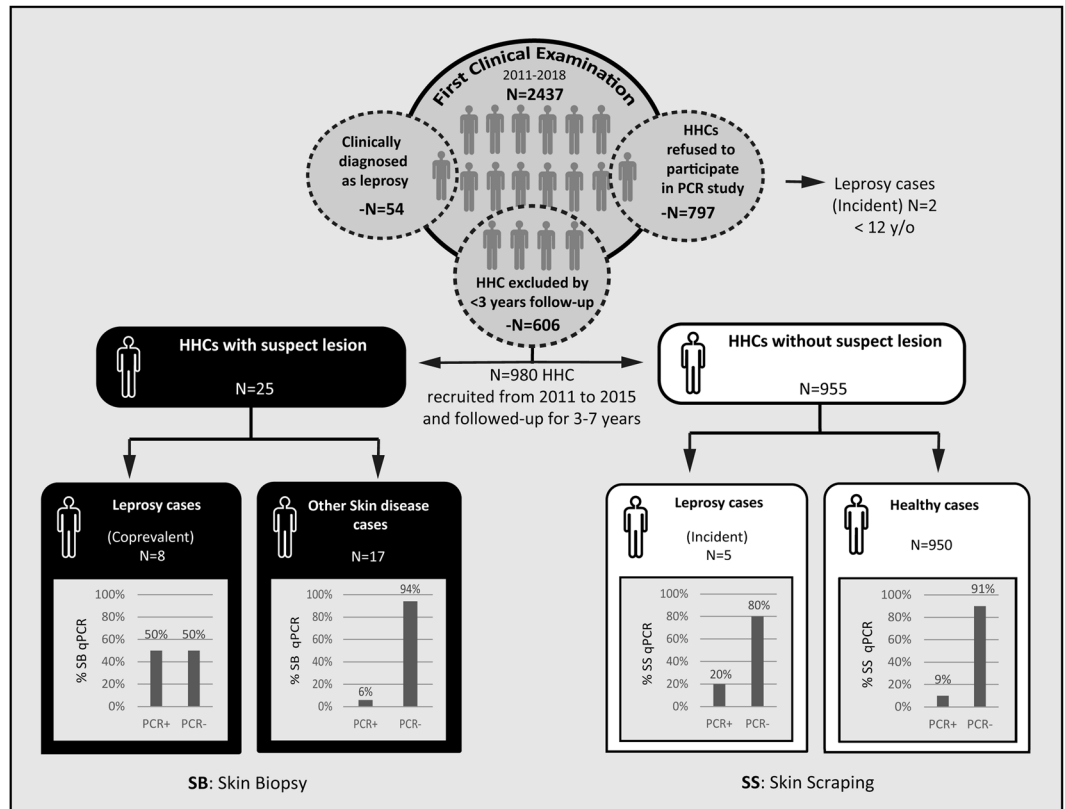 First Clinical Examination
2011-2018
N=2437
Clinically
diagnosed
as leprosy
-N=54
HHCs
refused to
participate
in PCR study
-N=797
Leprosy cases
(Incident) N=2
< 12 y/o
HHC excluded by
<3 years follow-up
-N=606
HHCs with suspect lesion
N=25
N=980 HHC
recruited from 2011 to 2015
and followed-up for 3-7 years
HHCs without suspect lesion
N=955
Leprosy cases
(Coprevalent)
N=8
% SB qPCR
100%
80%
60%
40%
20%
0%
50%
50%
PCR+
PCR-
Other Skin disease
cases
N=17
% SB qPCR
100%
80%
60%
40%
20%
0%
6%
94%
PCR+
PCR-
Leprosy cases
(Incident)
N=5
% SS qPCR
100%
80%
60%
40%
20%
0%
20%
80%
PCR+
PCR-
Healthy cases
N=950
% SS qPCR
100%
80%
60%
40%
20%
0%
9%
91%
PCR+
PCR-
SB: Skin Biopsy
SS: Skin Scraping